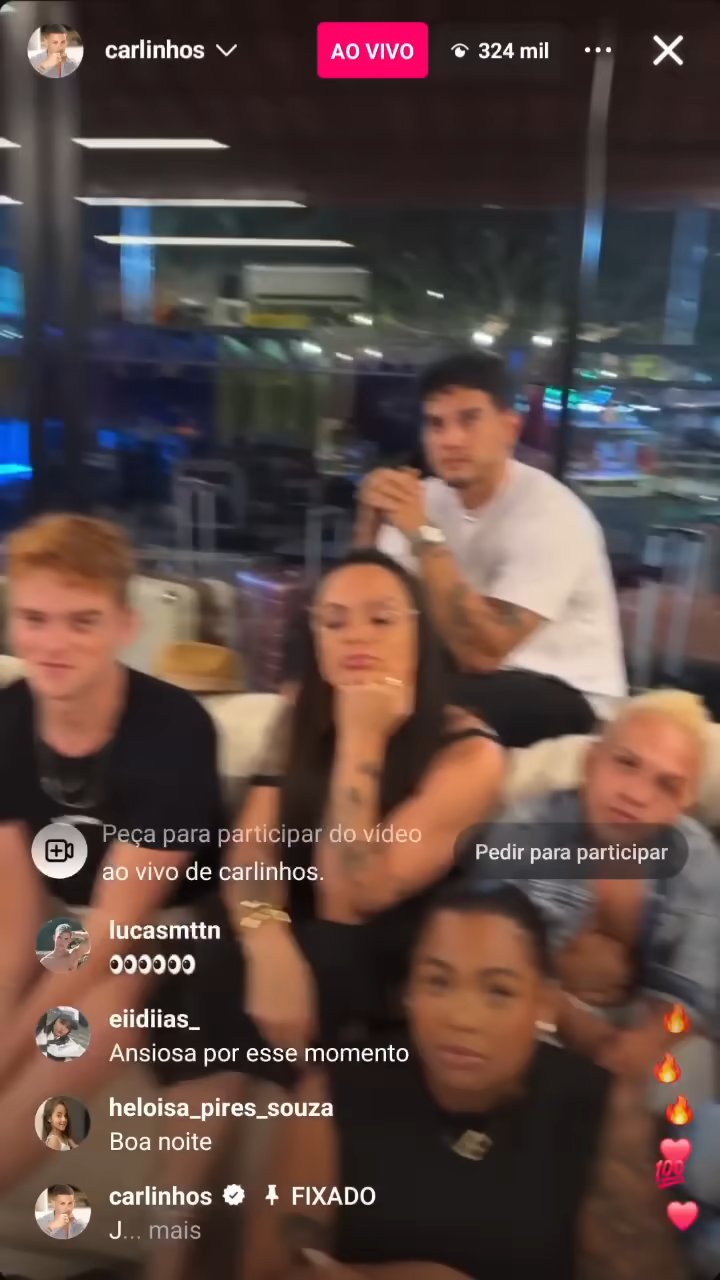 carlinhos
AO VIVO
324 mil
Peça para participar do vídeo
ao vivo de carlinhos.
Pedir para participar
lucasmttn
👀👀👀
eiidiias_
Ansiosa por esse momento
heloisa_pires_souza
Boa noite
carlinhos FIXADO
J... mais